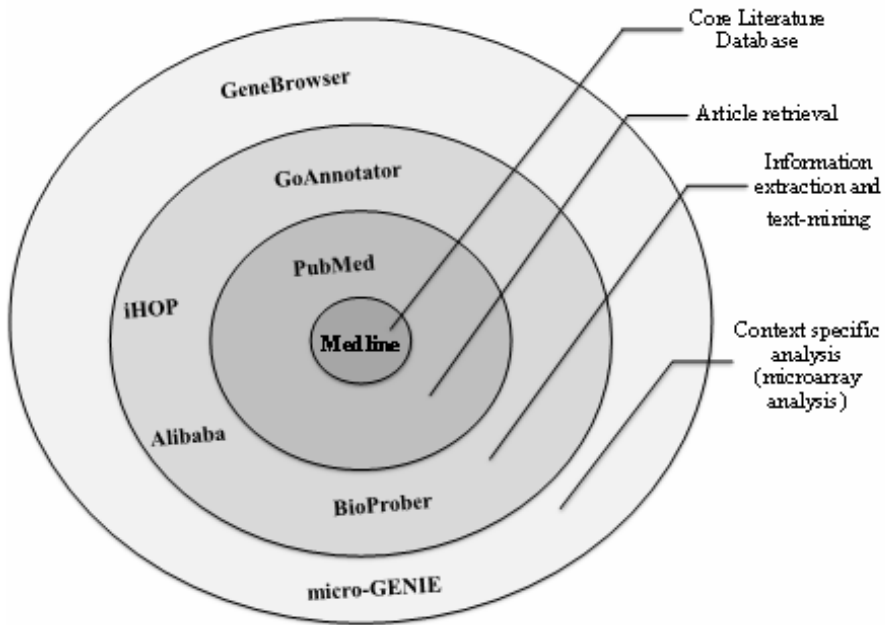 Core Literature
Database
GeneBrowser
Article retrieval
GoAnnotator
Information
extraction and
text-mining
PubMed
iHOP
Medline
Context specific
analysis
(microarray
analysis)
Alibaba
BioProber
micro-GENIE